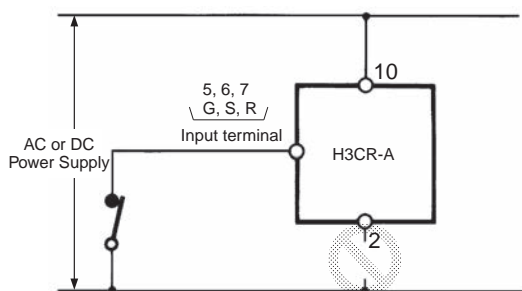 10
5, 6, 7
G, S, R
Input terminal
AC or DC
Power Supply
H3CR-A
2